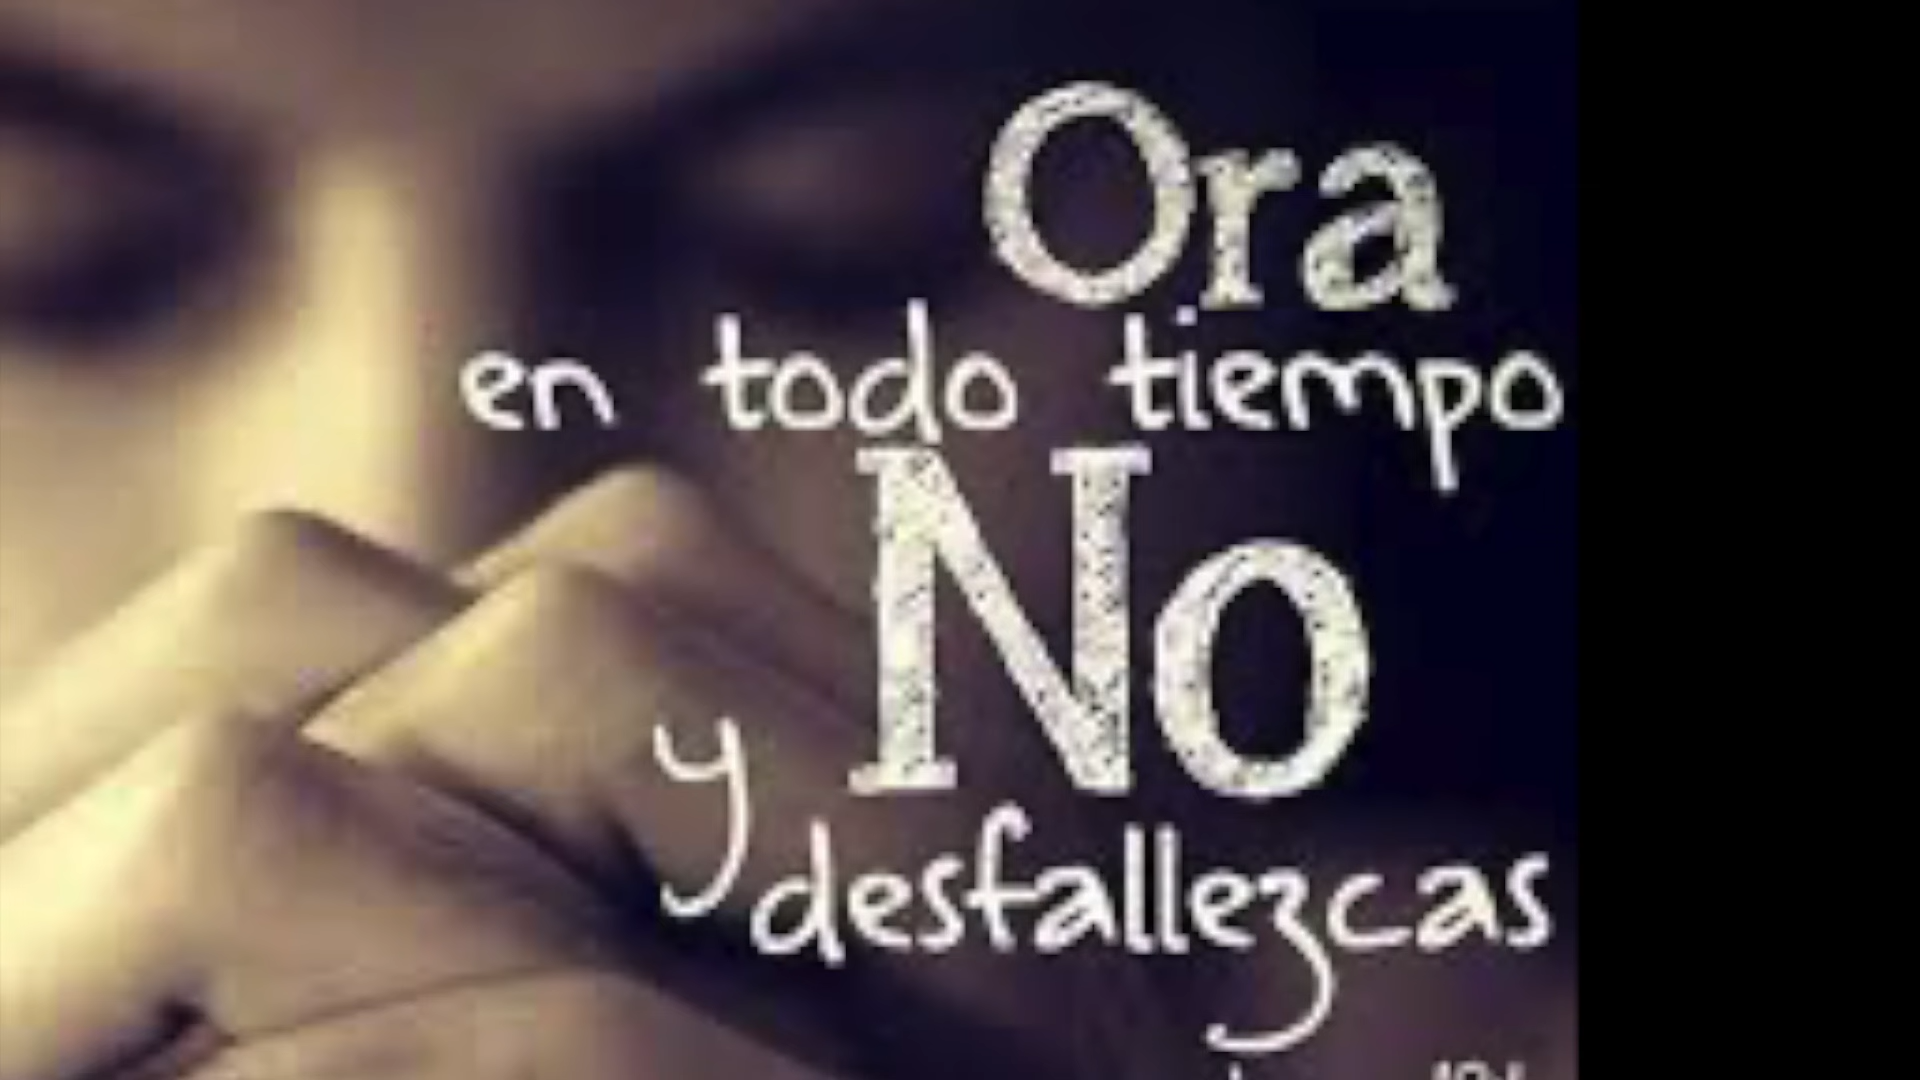 Ora
en todo tiempo
No
y desfallezcas